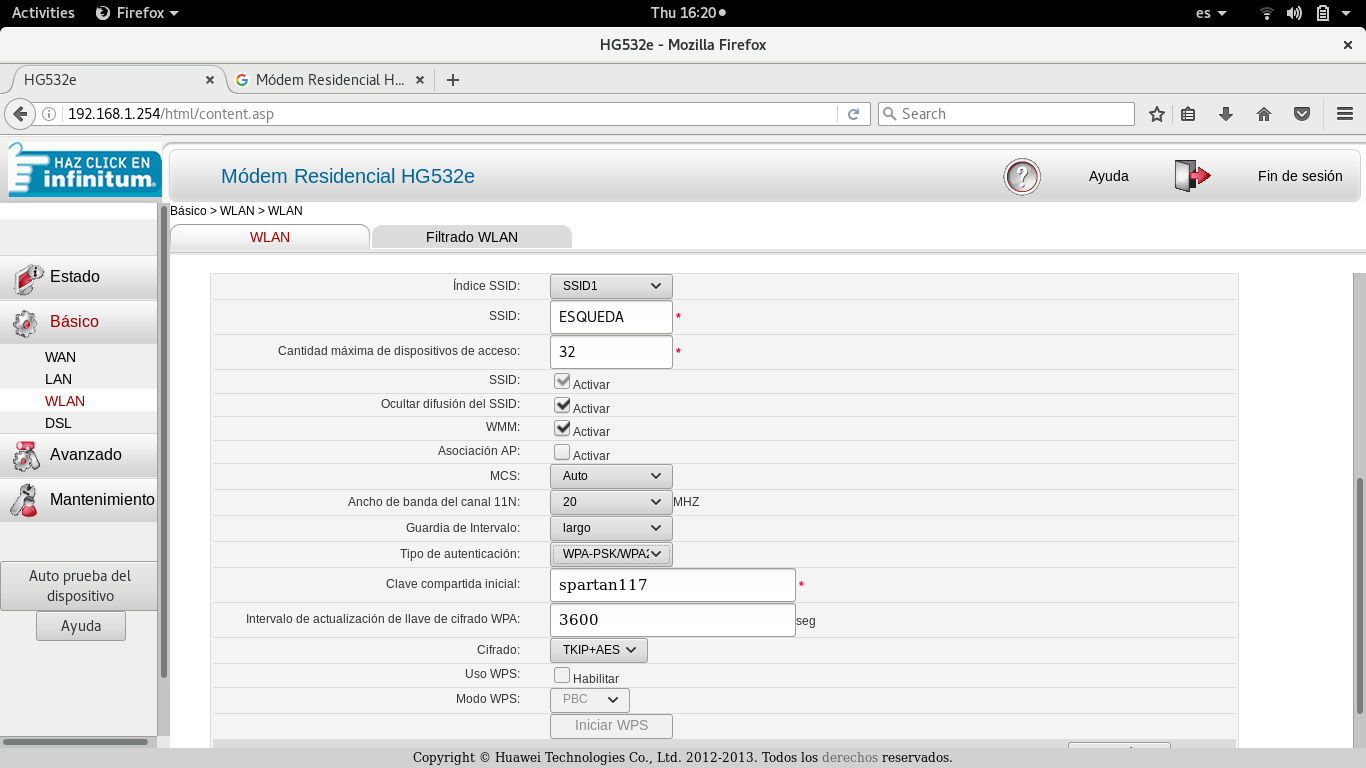 Activities Firefox Thu 16:20 es
HG532e - Mozilla Firefox
HG532e Módem Residencial H...
192.168.1.254/html/content.asp Search
HAZ CLICK EN
infinitum.
Módem Residencial HG532e Ayuda Fin de sesión
Básico > WLAN > WLAN
WLAN Filtrado WLAN
Estado
Básico
WAN
LAN
WLAN
DSL
Avanzado
Mantenimiento
Auto prueba del
dispositivo
Ayuda
Índice SSID: SSID1
SSID: ESQUEDA *
Cantidad máxima de dispositivos de acceso: 32 *
SSID: Activar
Ocultar difusión del SSID: Activar
WMM: Activar
Asociación AP: Activar
MCS: Auto
Ancho de banda del canal 11N: 20 MHZ
Guardia de Intervalo: largo
Tipo de autenticación: WPA-PSK/WPA2
Clave compartida inicial: spartan117 *
Intervalo de actualización de llave de cifrado WPA: 3600 seg
Cifrado: TKIP+AES
Uso WPS: Habilitar
Modo WPS: PBC
Iniciar WPS
Copyright © Huawei Technologies Co., Ltd. 2012-2013. Todos los derechos reservados.